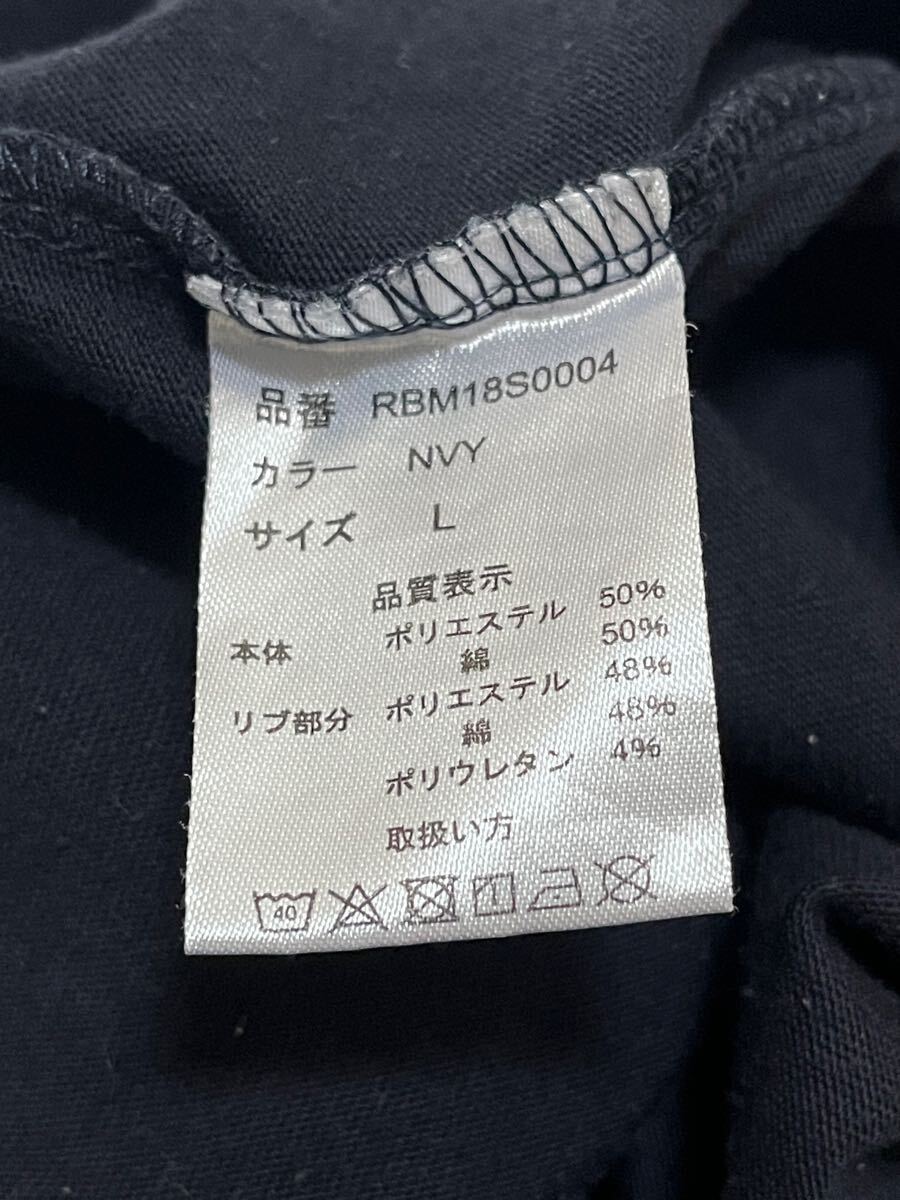 品番 RBM18S0004
カラー NVY
サイズ L
品質表示
本体 ポリエステル 50%
綿 50%
リブ部分 ポリエステル 48%
綿 48%
ポリウレタン 4%
取扱い方
40